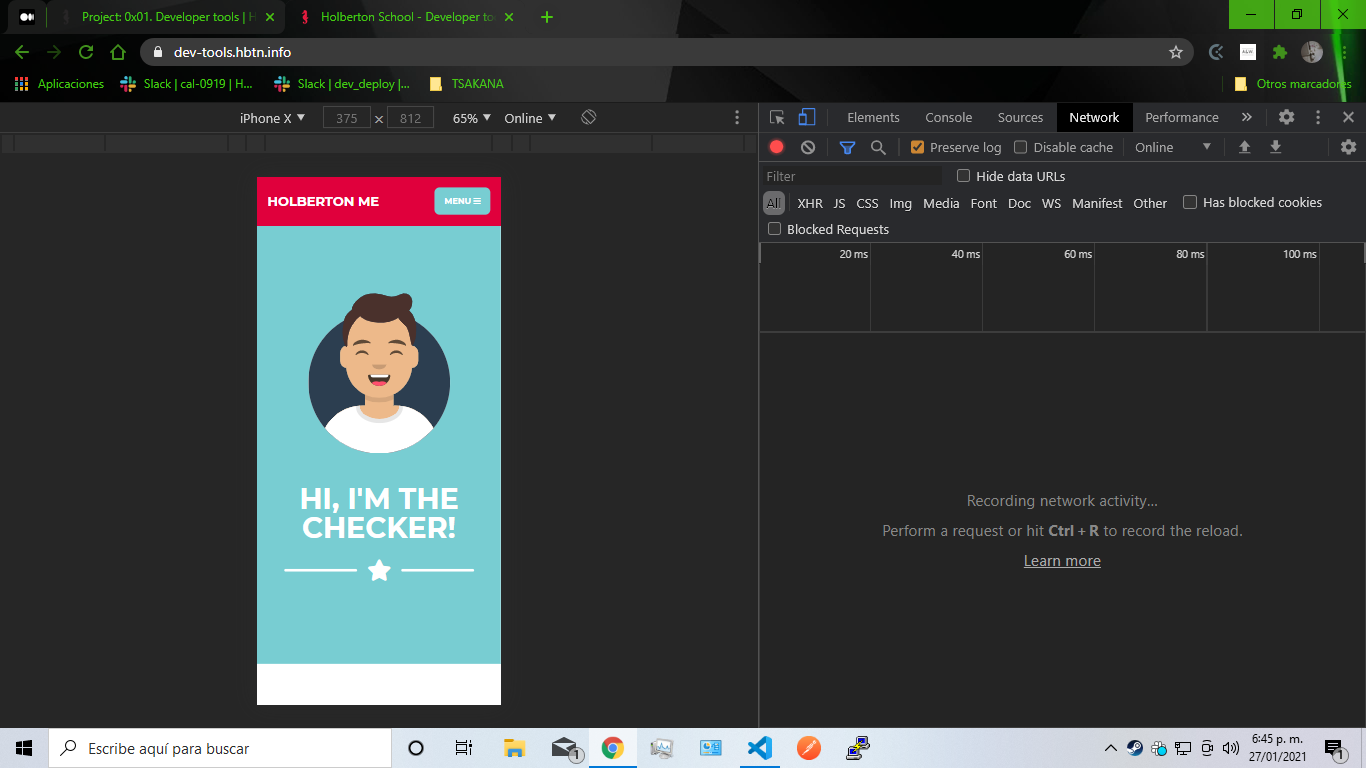 Project: 0x01. Developer tools | H
Holberton School - Developer to
dev-tools.hbtn.info
Aplicaciones
Slack | cal-0919 | H...
Slack | dev_deploy |...
TSAKANA
Otros marcadores
iPhone X
375 × 812
65%
Online
Elements
Console
Sources
Network
Performance
Preserve log
Disable cache
Online
Filter
Hide data URLs
All
XHR JS CSS Img Media Font Doc WS Manifest Other
Has blocked cookies
Blocked Requests
20 ms
40 ms
60 ms
80 ms
100 ms
HOLBERTON ME
MENU
HI, I'M THE
CHECKER!
Recording network activity...
Perform a request or hit Ctrl + R to record the reload.
Learn more
Escribe aquí para buscar
1
6:45 p. m.
27/01/2021
1